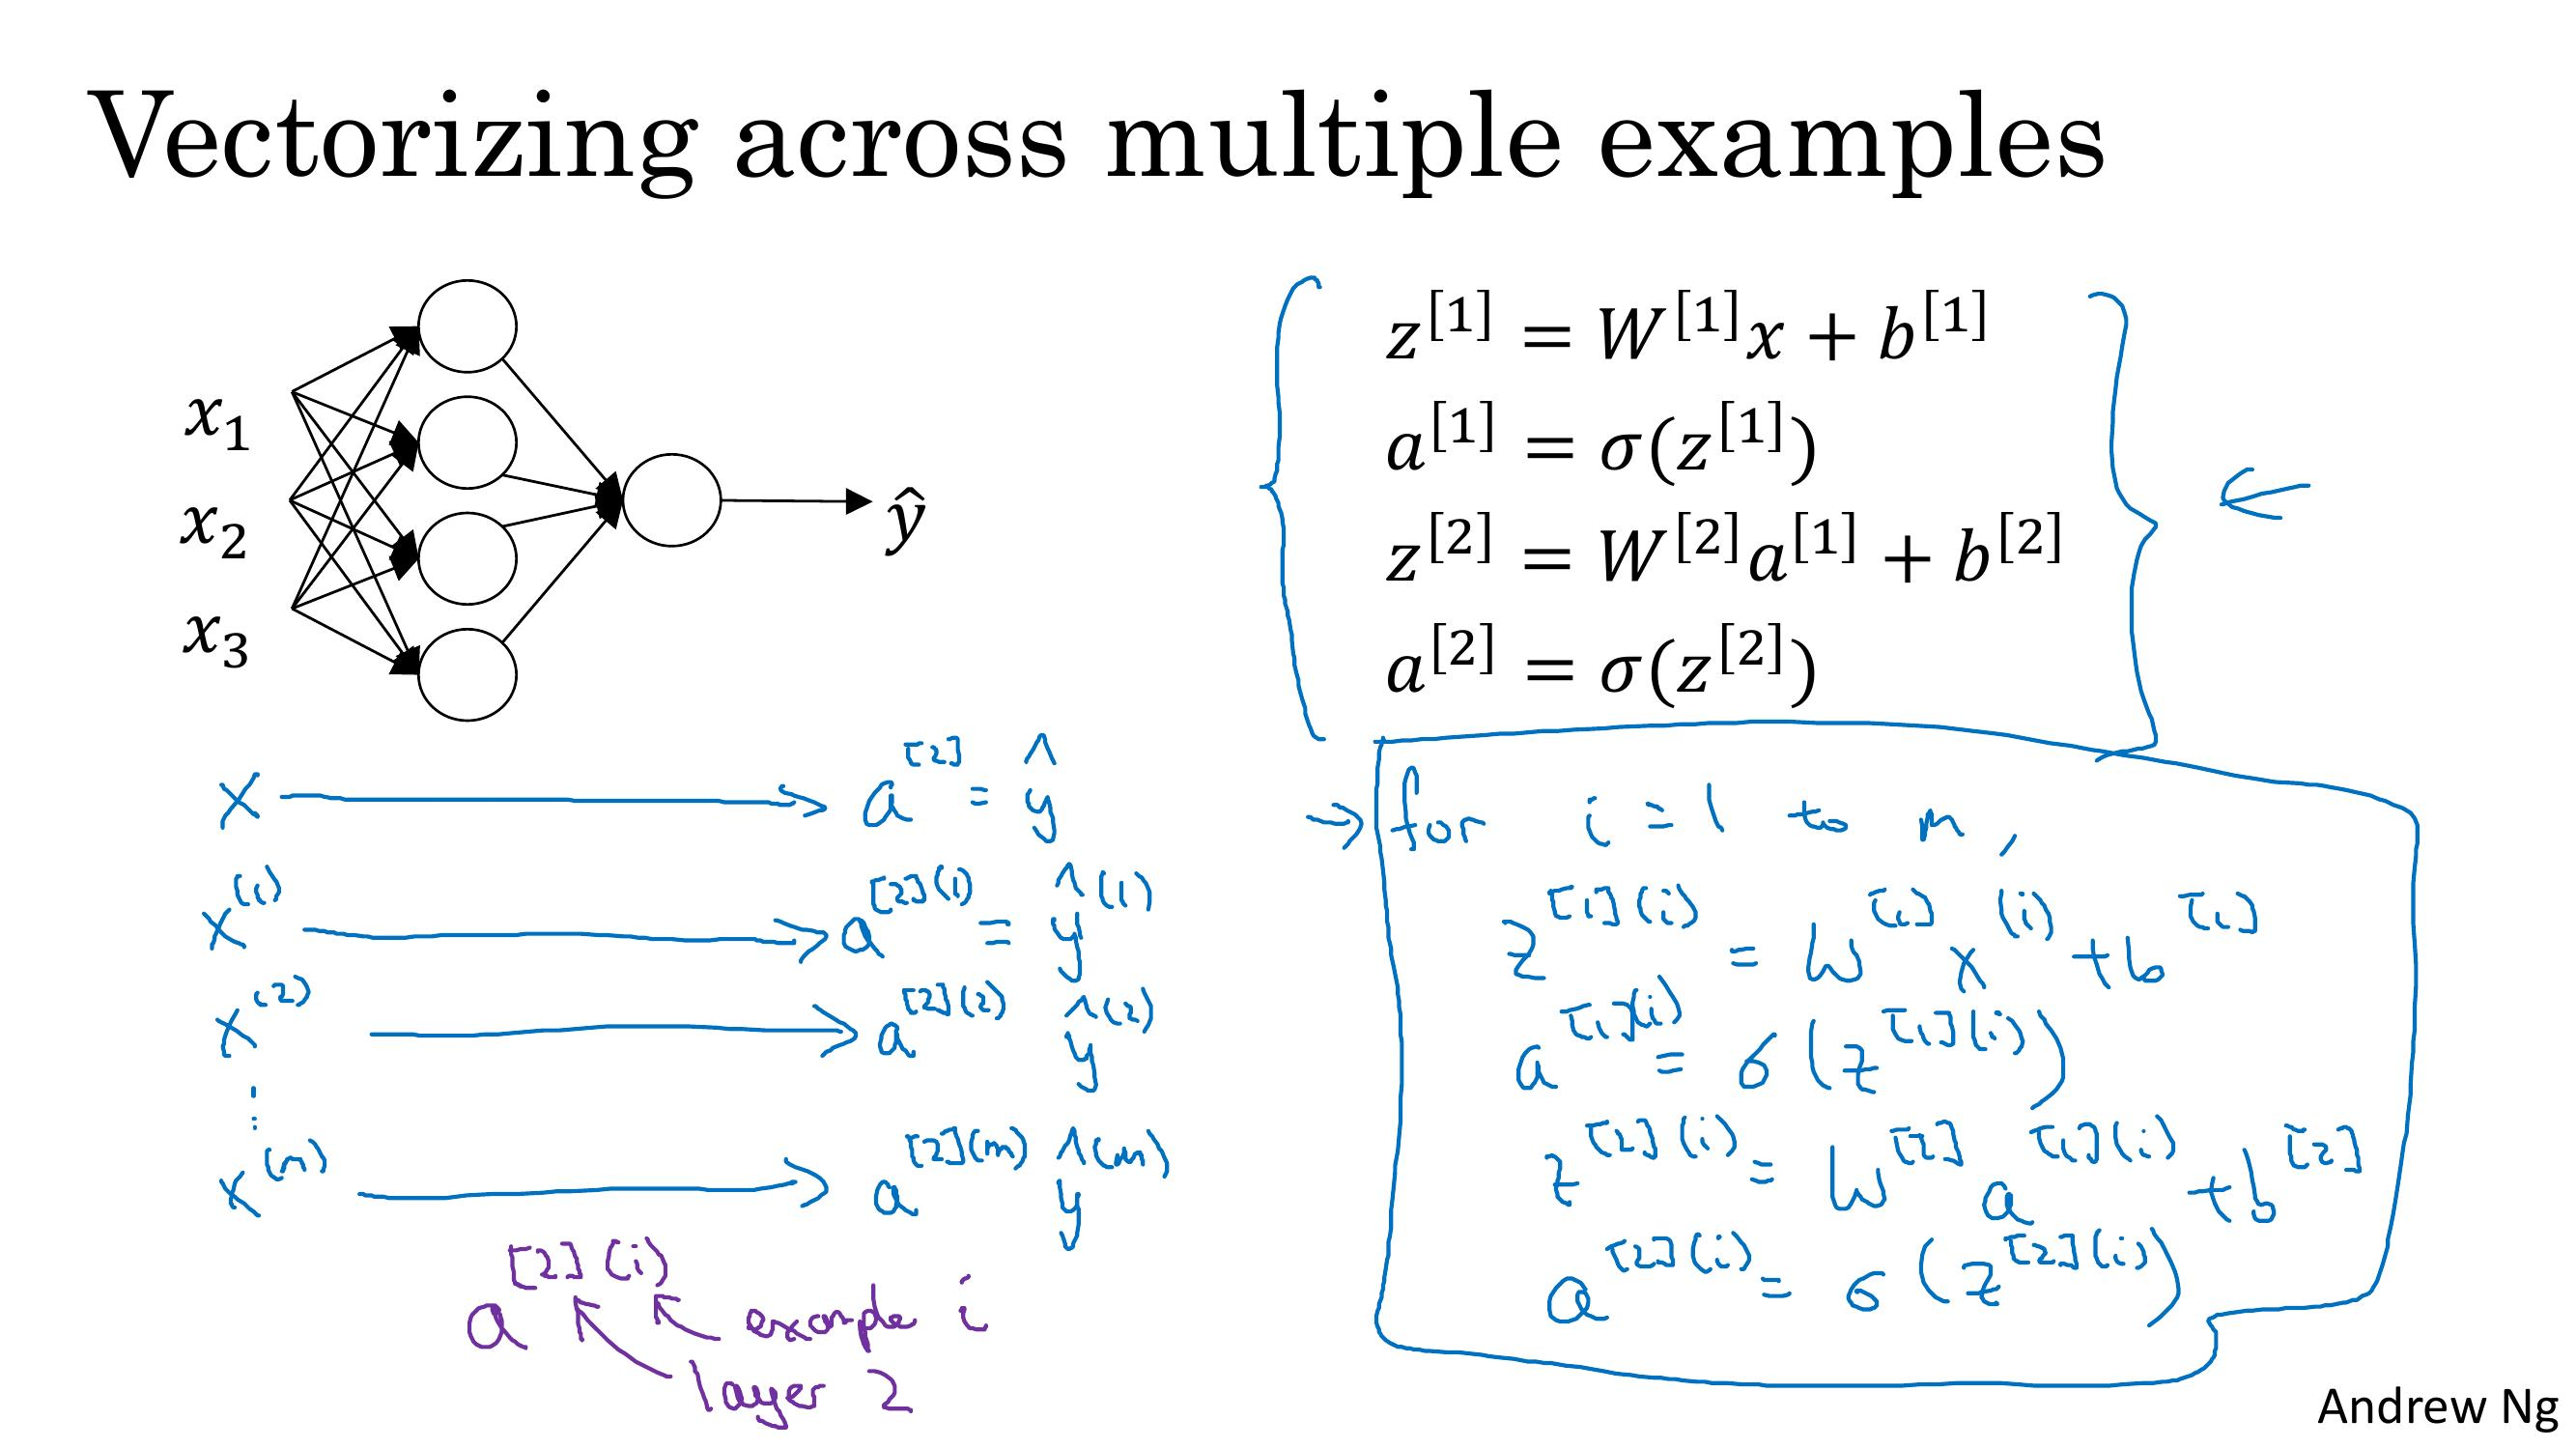 Vectorizing across multiple examples
x₁
x₂
x₃
ŷ
z^[1] = W^[1]x + b^[1]
a^[1] = σ(z^[1])
z^[2] = W^[2]a^[1] + b^[2]
a^[2] = σ(z^[2])
x → a^[2] = ŷ
x^(1) → a^[2](1) = ŷ^(1)
x^(2) → a^[2](2) ŷ^(2)
⋮
x^(m) → a^[2](m) ŷ^(m)
a^[2](i)
example i
layer 2
→ for i = 1 to m,
z^[1](i) = W^[1] x^(i) + b^[1]
a^[1](i) = σ(z^[1](i))
z^[2](i) = W^[2] a^[1](i) + b^[2]
a^[2](i) = σ(z^[2](i))
Andrew Ng